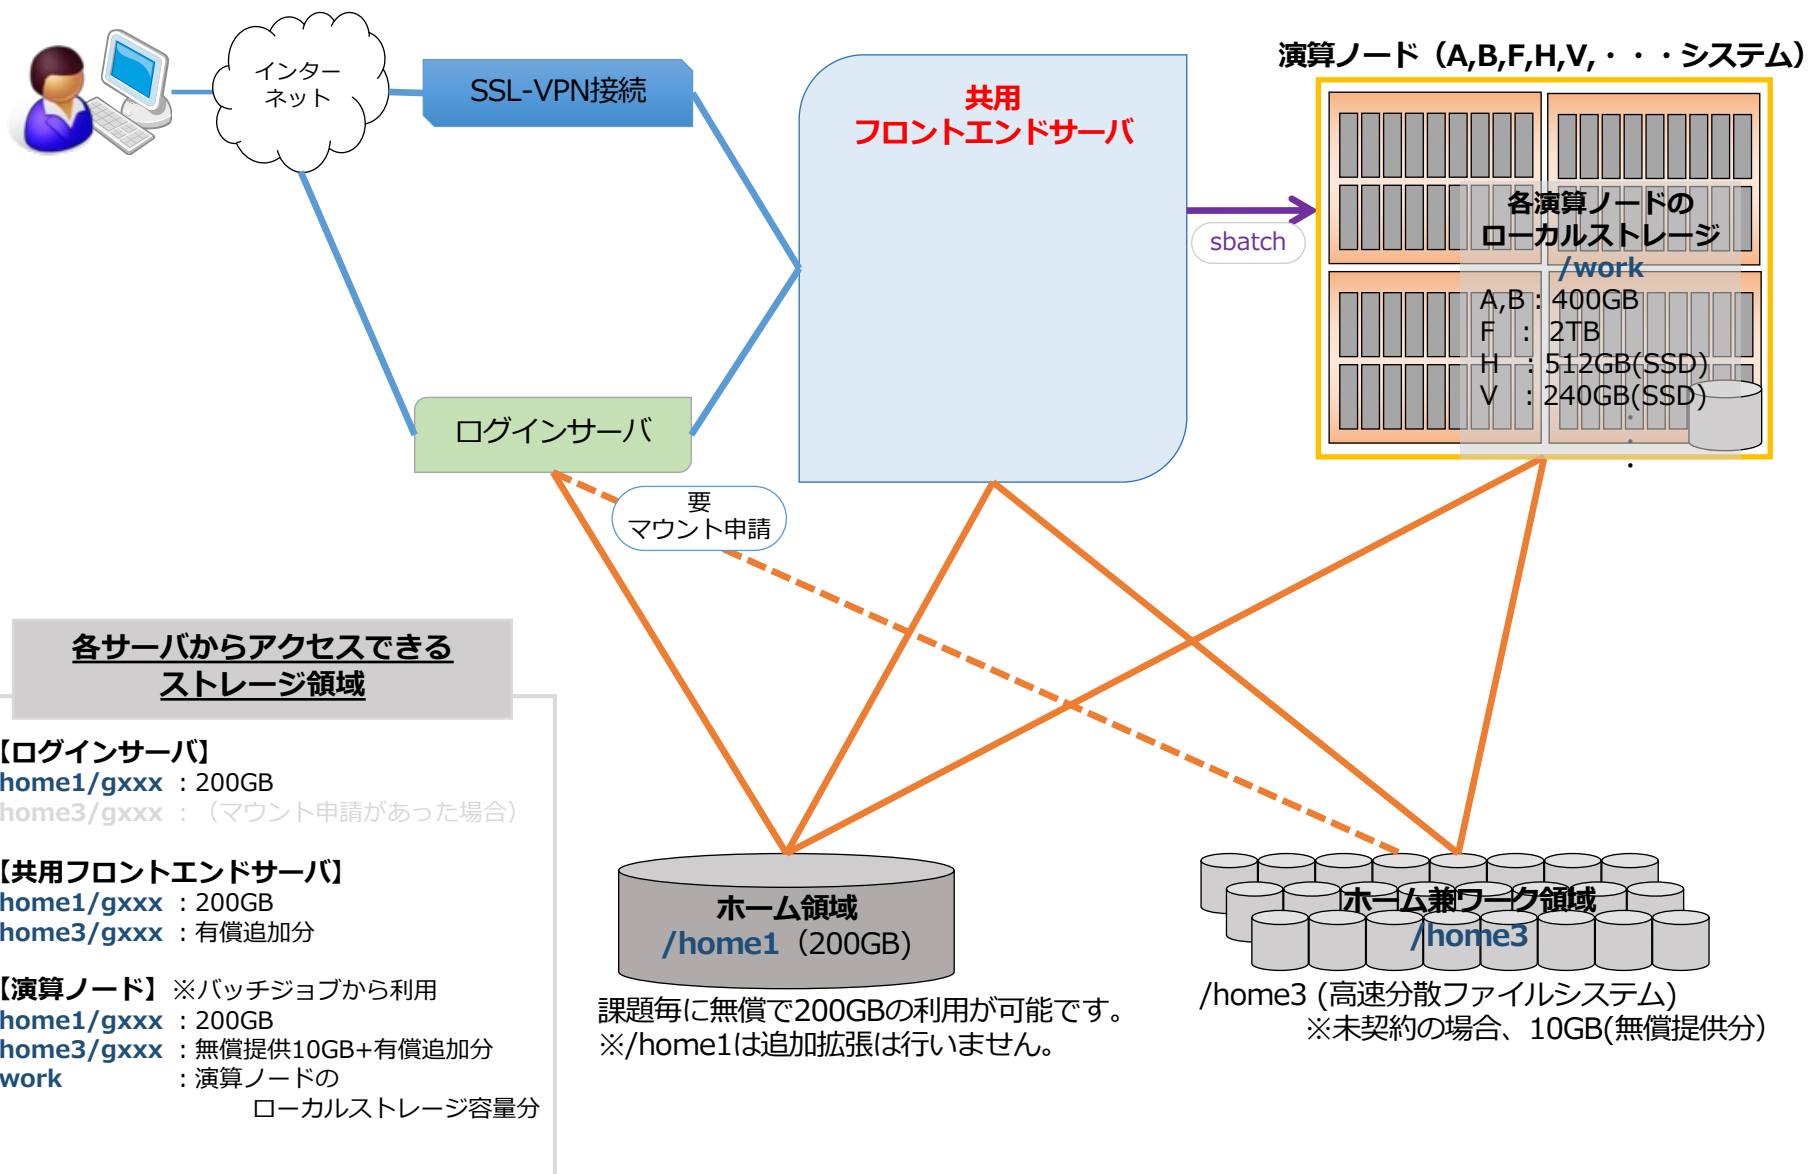 インター
ネット
SSL-VPN接続
共用
フロントエンドサーバ
演算ノード（A,B,F,H,V,・・・システム）
sbatch
各演算ノードの
ローカルストレージ
/work
A,B：400GB
F ： 2TB
H ：512GB(SSD)
V ：240GB(SSD)
・
・
・
ログインサーバ
要
マウント申請
各サーバからアクセスできる
ストレージ領域
【ログインサーバ】
home1/gxxx ：200GB
home3/gxxx ：（マウント申請があった場合）
【共用フロントエンドサーバ】
home1/gxxx ：200GB
home3/gxxx ：有償追加分
【演算ノード】※バッチジョブから利用
home1/gxxx ：200GB
home3/gxxx ：無償提供10GB+有償追加分
work ：演算ノードの
ローカルストレージ容量分
ホーム領域
/home1（200GB)
課題毎に無償で200GBの利用が可能です。
※/home1は追加拡張は行いません。
ホーム兼ワーク領域
/home3
/home3 (高速分散ファイルシステム)
※未契約の場合、10GB(無償提供分）